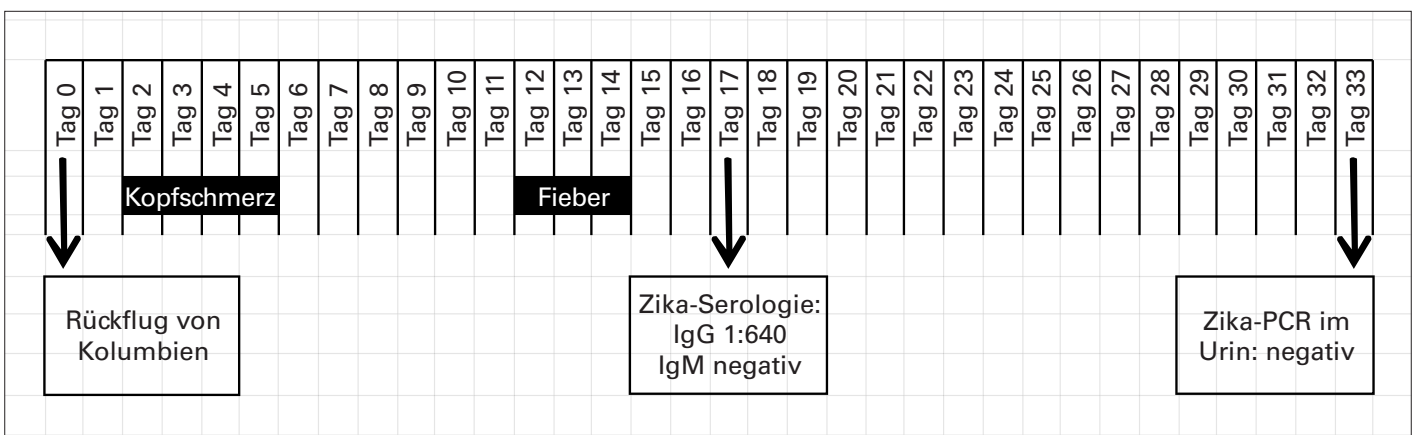 Tag 0
Tag 1
Tag 2
Tag 3
Tag 4
Tag 5
Tag 6
Tag 7
Tag 8
Tag 9
Tag 10
Tag 11
Tag 12
Tag 13
Tag 14
Tag 15
Tag 16
Tag 17
Tag 18
Tag 19
Tag 20
Tag 21
Tag 22
Tag 23
Tag 24
Tag 25
Tag 26
Tag 27
Tag 28
Tag 29
Tag 30
Tag 31
Tag 32
Tag 33
Kopfschmerz
Fieber
Rückflug von
Kolumbien
Zika-Serologie:
IgG 1:640
IgM negativ
Zika-PCR im
Urin: negativ